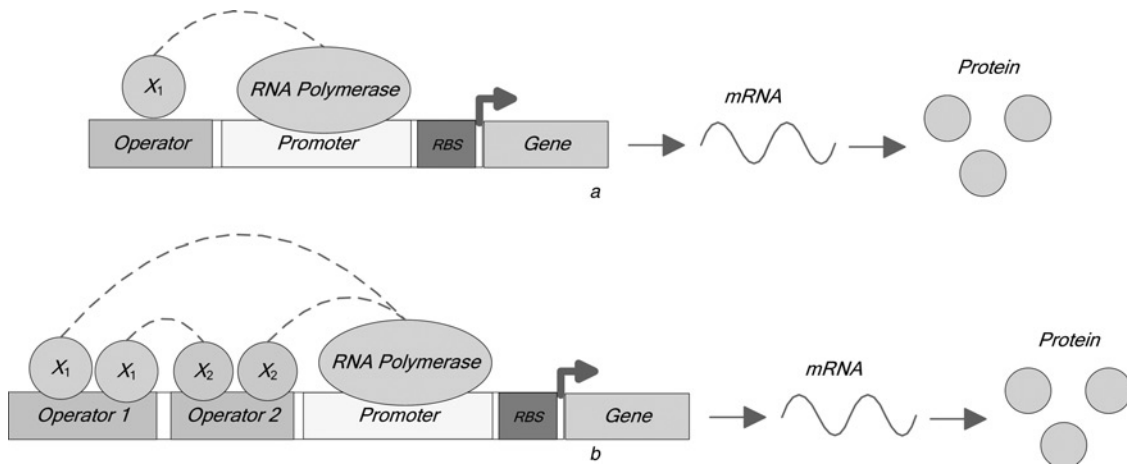 X₁
RNA Polymerase
Protein
mRNA
Operator
Promoter
RBS
Gene
a
X₁
X₁
X₂
X₂
RNA Polymerase
Protein
mRNA
Operator 1
Operator 2
Promoter
RBS
Gene
b